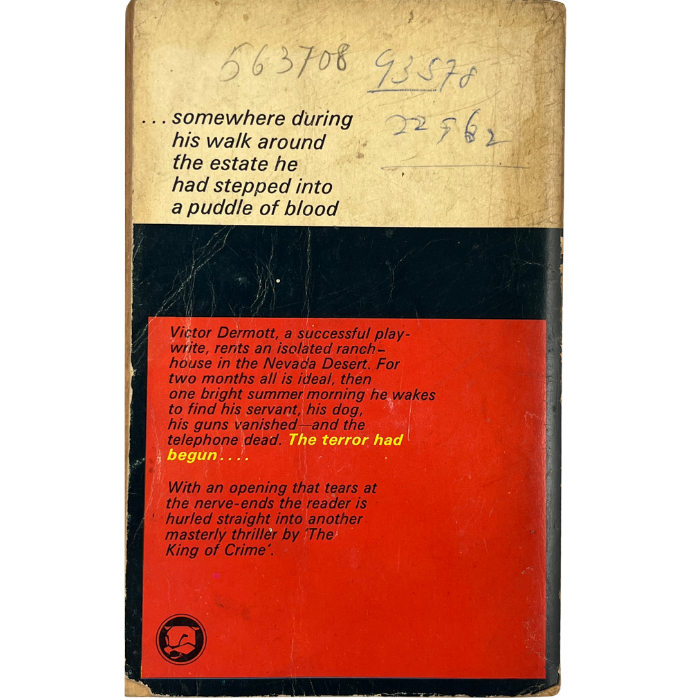 563708 93578
... somewhere during
22562
his walk around
the estate he
had stepped into
a puddle of blood
Victor Dermott, a successful play-
write, rents an isolated ranch-
house in the Nevada Desert. For
two months all is ideal, then
one bright summer morning he wakes
to find his servant, his dog,
his guns vanished—and the
telephone dead. The terror had
begun....
With an opening that tears at
the nerve-ends the reader is
hurled straight into another
masterly thriller by 'The
King of Crime'.